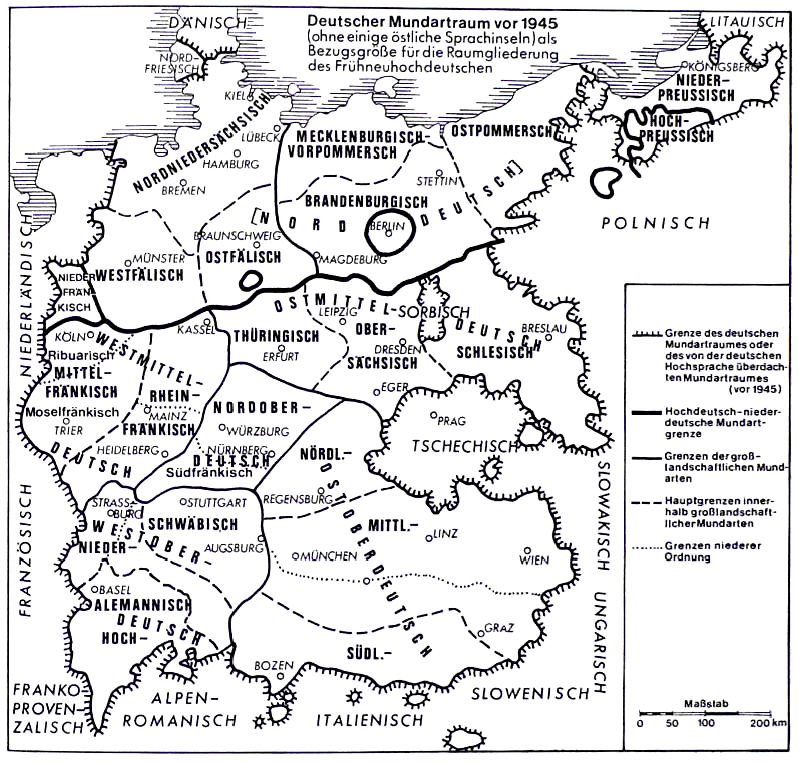 Deutscher Mundartraum vor 1945
(ohne einige östliche Sprachinseln) als
Bezugsgröße für die Raumgliederung
des Frühneuhochdeutschen
DÄNISCH
LITAUISCH
NORD-
FRIESISCH
KÖNIGSBERG
NIEDER-
PREUSSISCH
KIEL
HOCH-
PREUSSISCH
LÜBECK
MECKLENBURGISCH-
VORPOMMERSCH
OSTPOMMERSCH
NORDNIEDERSÄCHSISCH
HAMBURG
BREMEN
STETTIN
BRANDENBURGISCH
[NORD DEUTSCH]
POLNISCH
BERLIN
BRAUNSCHWEIG
OSTFÄLISCH
MAGDEBURG
MÜNSTER
WESTFÄLISCH
NIEDER
FRÄN-
KISCH
NIEDERLÄNDISCH
OSTMITTEL-
DEUTSCH
SORBISCH
LEIPZIG
KASSEL
THÜRINGISCH
ERFURT
OBER-
SÄCHSISCH
DRESDEN
BRESLAU
SCHLESISCH
KÖLN
WESTMITTEL-
DEUTSCH
Ribuarisch
MITTEL-
FRÄNKISCH
Moselfränkisch
TRIER
RHEIN-
MAINZ
FRÄNKISCH
HEIDELBERG
EGER
NORDOBER-
WÜRZBURG
NÜRNBERG
DEUTSCH
Südfränkisch
PRAG
TSCHECHISCH
NÖRDL.-
REGENSBURG
OSTOBERDEUTSCH
FRANZÖSISCH
STRASS-
BURG
STUTTGART
SCHWÄBISCH
WESTOBER-
DEUTSCH
NIEDER-
AUGSBURG
MÜNCHEN
MITTL.-
LINZ
WIEN
SLOWAKISCH
UNGARISCH
BASEL
ALEMANNISCH
HOCH-
GRAZ
SÜDL.-
BOZEN
FRANKO-
PROVEN-
ZALISCH
ALPEN-
ROMANISCH
ITALIENISCH
SLOWENISCH
Grenze des deutschen
Mundartraumes oder
des von der deutschen
Hochsprache überdach-
ten Mundartraumes
(vor 1945)
Hochdeutsch-nieder-
deutsche Mundart-
grenze
Grenzen der groß-
landschaftlichen Mund-
arten
Hauptgrenzen inner-
halb großlandschaft-
licher Mundarten
Grenzen niederer
Ordnung
Maßstab
0 50 100 200 km